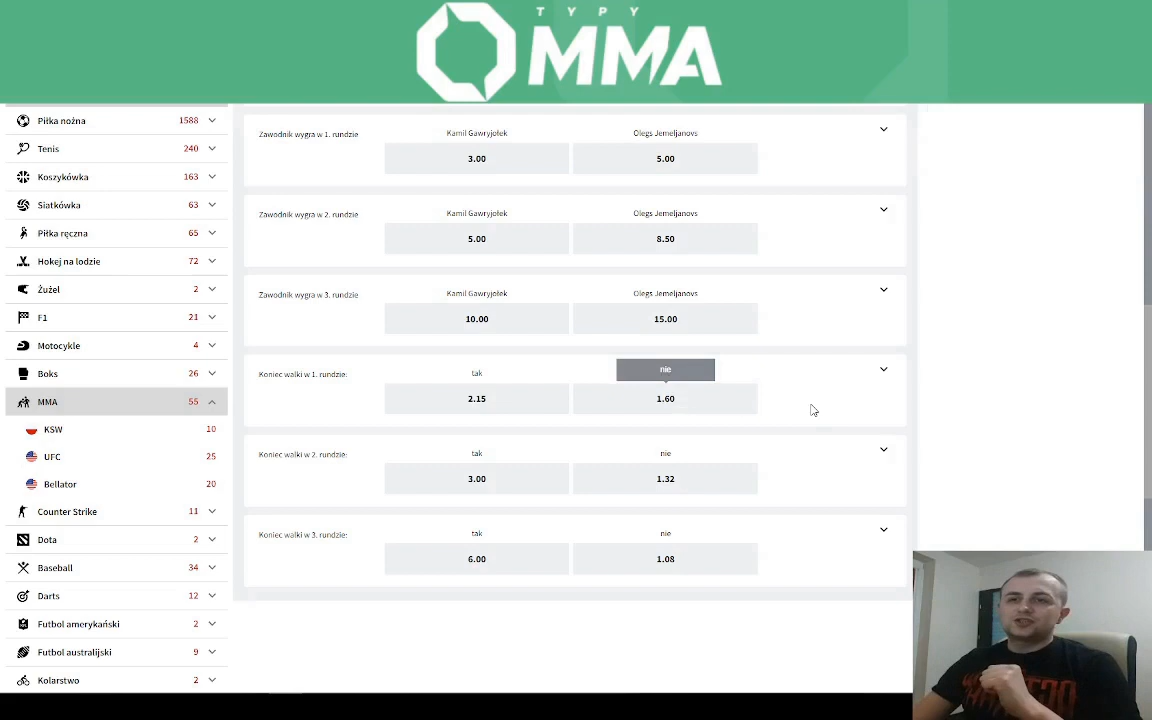 TYPY
MMA
Piłka nożna 1588
Tenis 240
Koszykówka 163
Siatkówka 63
Piłka ręczna 65
Hokej na lodzie 72
Żużel 2
F1 21
Motocykle 4
Boks 26
MMA 55
KSW 10
UFC 25
Bellator 20
Counter Strike 11
Dota 2
Baseball 34
Darts 12
Futbol amerykański 2
Futbol australijski 9
Kolarstwo 2
Zawodnik wygra w 1. rundzie Kamil Gawryjołek Olegs Jemeljanovs
3.00 5.00
Zawodnik wygra w 2. rundzie Kamil Gawryjołek Olegs Jemeljanovs
5.00 8.50
Zawodnik wygra w 3. rundzie Kamil Gawryjołek Olegs Jemeljanovs
10.00 15.00
Koniec walki w 1. rundzie: tak nie
2.15 1.60
Koniec walki w 2. rundzie: tak nie
3.00 1.32
Koniec walki w 3. rundzie: tak nie
6.00 1.08